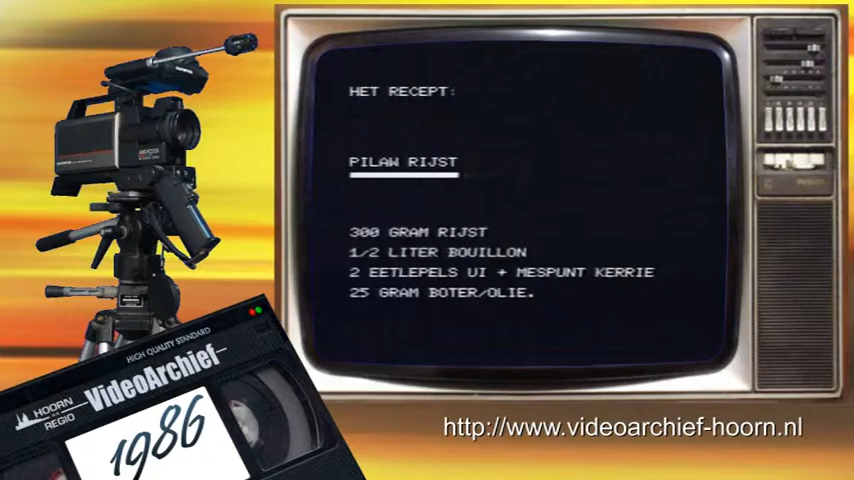 HET RECEPT:
PILAW RIJST
300 GRAM RIJST
1/2 LITER BOUILLON
2 EETLEPELS UI + MESPUNT KERRIE
25 GRAM BOTER/OLIE.
HIGH QUALITY STANDARD
VideoArchief
HOORN
REGIO
1986
http://www.videoarchief-hoorn.nl